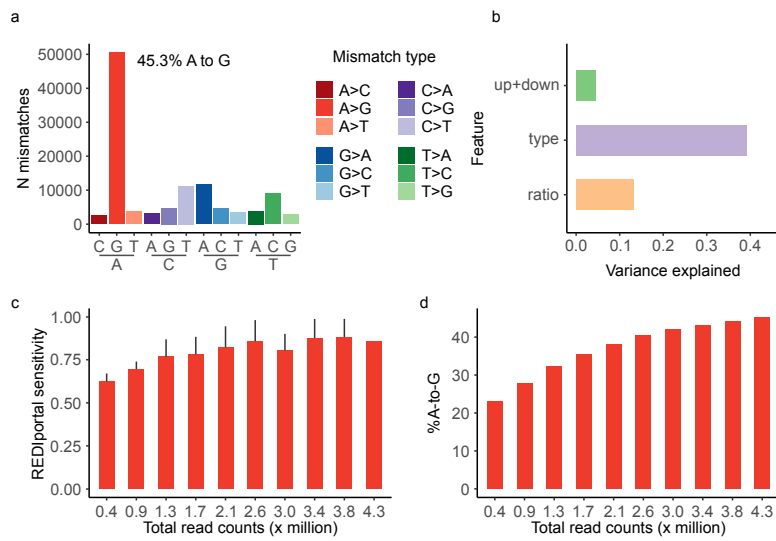 a
45.3% A to G
N mismatches
50000
40000
30000
20000
10000
0
C G T A G T A C T A C G
A C G T
Mismatch type
A>C C>A
A>G C>G
A>T C>T
G>A T>A
G>C T>C
G>T T>G
b
Feature
up+down
type
ratio
0.0 0.1 0.2 0.3 0.4
Variance explained
c
REDIportal sensitivity
1.00
0.75
0.50
0.25
0.00
0.4 0.9 1.3 1.7 2.1 2.6 3.0 3.4 3.8 4.3
Total read counts (x million)
d
%A-to-G
40
30
20
10
0
0.4 0.9 1.3 1.7 2.1 2.6 3.0 3.4 3.8 4.3
Total read counts (x million)